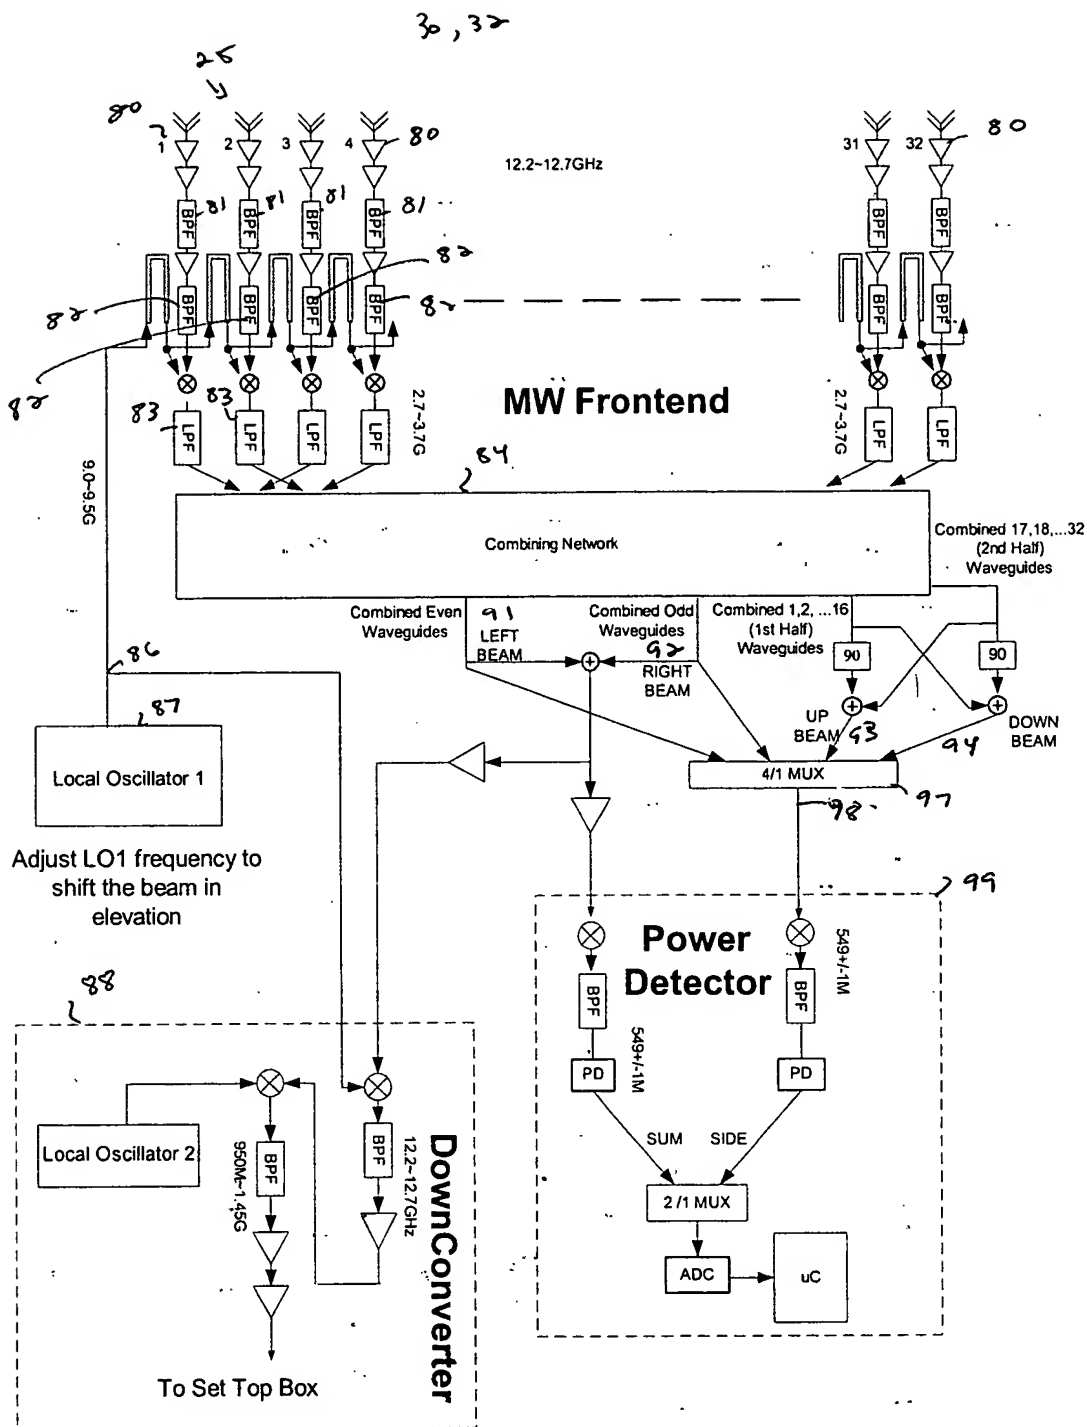 30, 32
25
80
1 2 3 4 80
12.2~12.7GHz
31 32 80
81 81 81 81
BPF BPF BPF BPF BPF BPF
82
82
82
82
BPF BPF BPF BPF BPF BPF
83 83
LPF LPF LPF LPF LPF LPF
2.7~3.7G
2.7~3.7G
MW Frontend
84
9.0~9.5G
Combining Network
Combined 17,18,...32
(2nd Half)
Waveguides
Combined Even
Waveguides
91
LEFT
BEAM
Combined Odd
Waveguides
92
RIGHT
BEAM
Combined 1,2, ...16
(1st Half)
Waveguides
90
90
UP
BEAM
93
DOWN
BEAM
94
86
87
Local Oscillator 1
Adjust LO1 frequency to
shift the beam in
elevation
4/1 MUX
97
98
99
Power
Detector
549+/-1M
BPF
BPF
549+/-1M
PD
PD
SUM
SIDE
2 /1 MUX
ADC
uC
88
Local Oscillator 2
BPF
950M~1.45G
BPF
12.2~12.7GHz
DownConverter
To Set Top Box